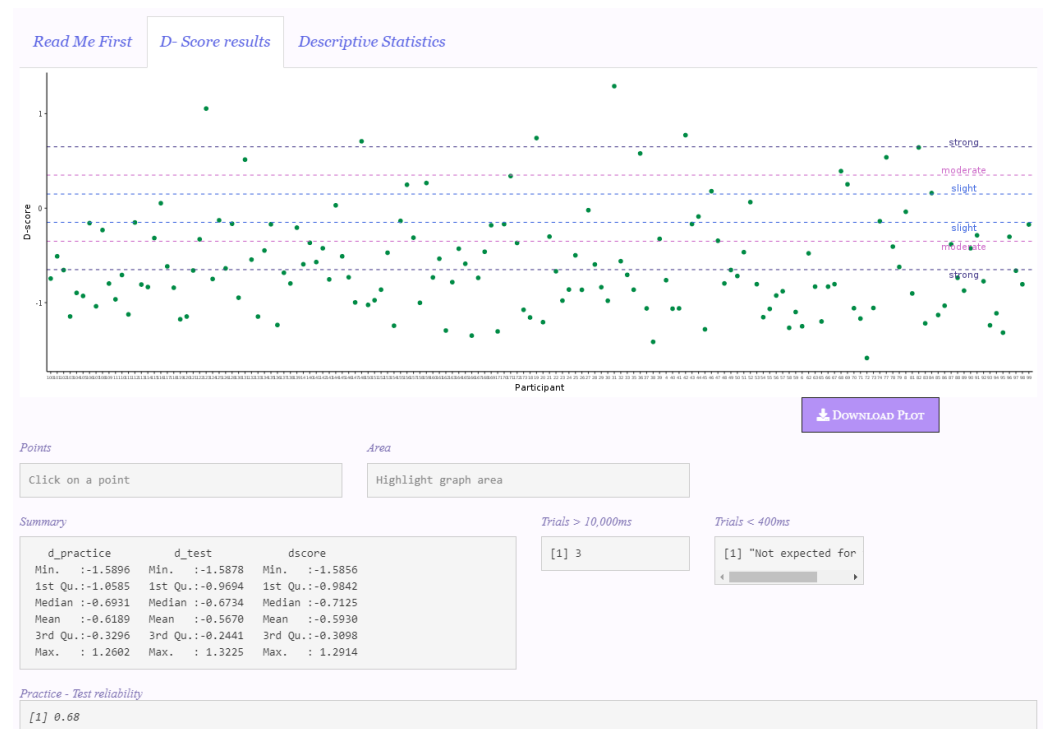 Read Me First
D- Score results
Descriptive Statistics
1
strong
moderate
slight
0
D-score
slight
moderate
strong
-1
Participant
Download Plot
Points
Area
Click on a point
Highlight graph area
Summary
Trials > 10,000ms
Trials < 400ms
d_practice d_test dscore
Min. :-1.5896 Min. :-1.5878 Min. :-1.5856
1st Qu.:-1.0585 1st Qu.:-0.9694 1st Qu.:-0.9842
Median :-0.6931 Median :-0.6734 Median :-0.7125
Mean :-0.6189 Mean :-0.5670 Mean :-0.5930
3rd Qu.:-0.3296 3rd Qu.:-0.2441 3rd Qu.:-0.3098
Max. : 1.2602 Max. : 1.3225 Max. : 1.2914
[1] 3
[1] "Not expected for
Practice - Test reliability
[1] 0.68